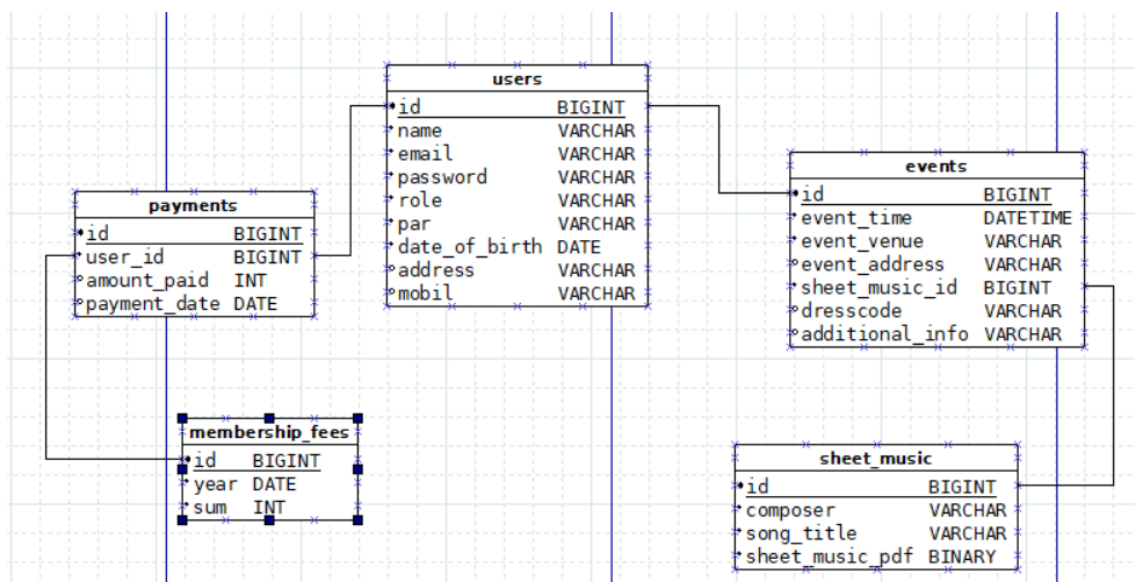 users
id BIGINT
name VARCHAR
email VARCHAR
password VARCHAR
role VARCHAR
par VARCHAR
date_of_birth DATE
address VARCHAR
mobil VARCHAR
payments
id BIGINT
user_id BIGINT
amount_paid INT
payment_date DATE
events
id BIGINT
event_time DATETIME
event_venue VARCHAR
event_address VARCHAR
sheet_music_id BIGINT
dresscode VARCHAR
additional_info VARCHAR
membership_fees
id BIGINT
year DATE
sum INT
sheet_music
id BIGINT
composer VARCHAR
song_title VARCHAR
sheet_music_pdf BINARY